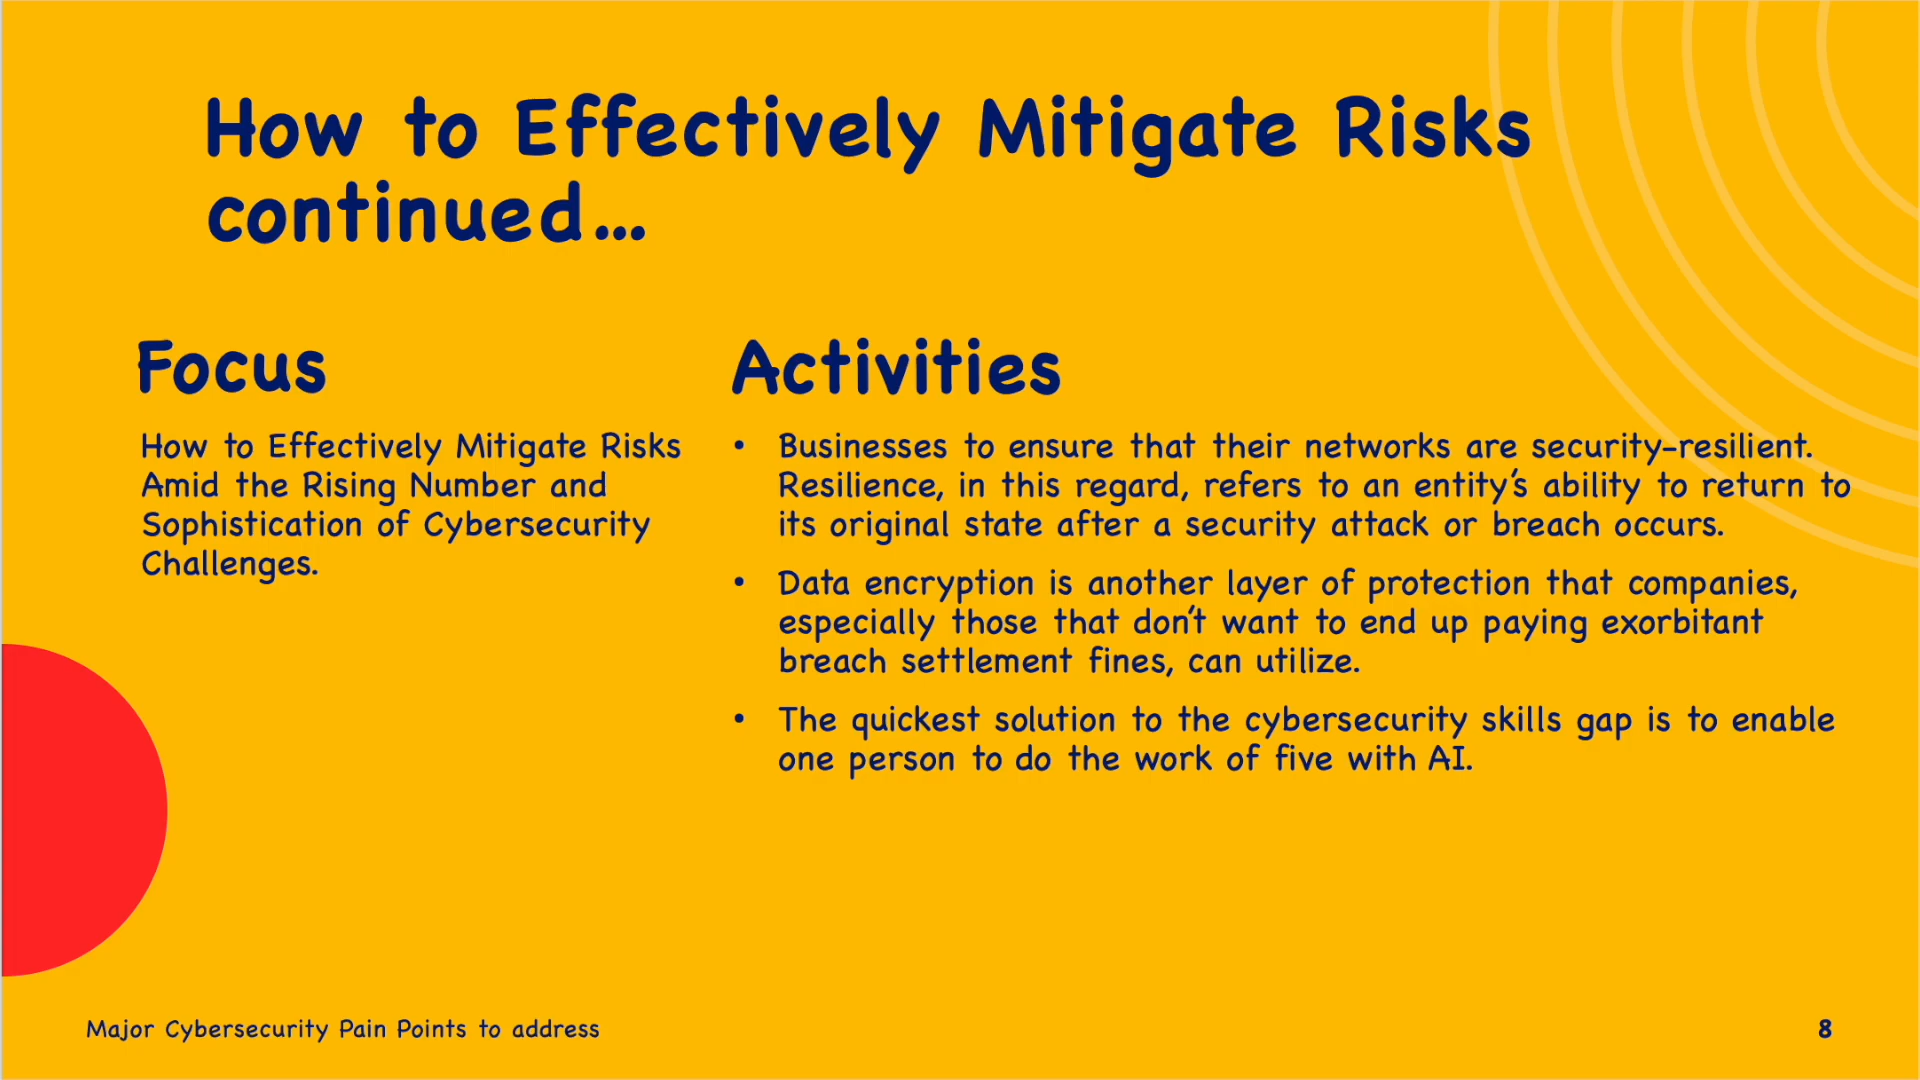 How to Effectively Mitigate Risks
continued...
Focus
How to Effectively Mitigate Risks
Amid the Rising Number and
Sophistication of Cybersecurity
Challenges.
Activities
• Businesses to ensure that their networks are security-resilient.
Resilience, in this regard, refers to an entity's ability to return to
its original state after a security attack or breach occurs.
• Data encryption is another layer of protection that companies,
especially those that don't want to end up paying exorbitant
breach settlement fines, can utilize.
• The quickest solution to the cybersecurity skills gap is to enable
one person to do the work of five with AI.
Major Cybersecurity Pain Points to address
8